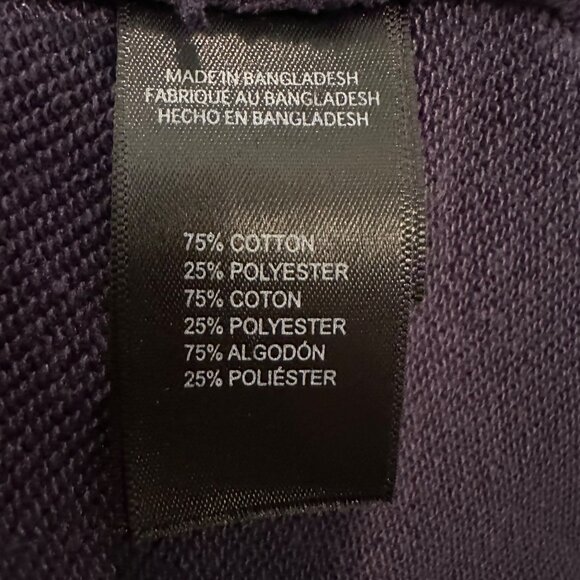 MADE IN BANGLADESH
FABRIQUE AU BANGLADESH
HECHO EN BANGLADESH
75% COTTON
25% POLYESTER
75% COTON
25% POLYESTER
75% ALGODÓN
25% POLIÉSTER